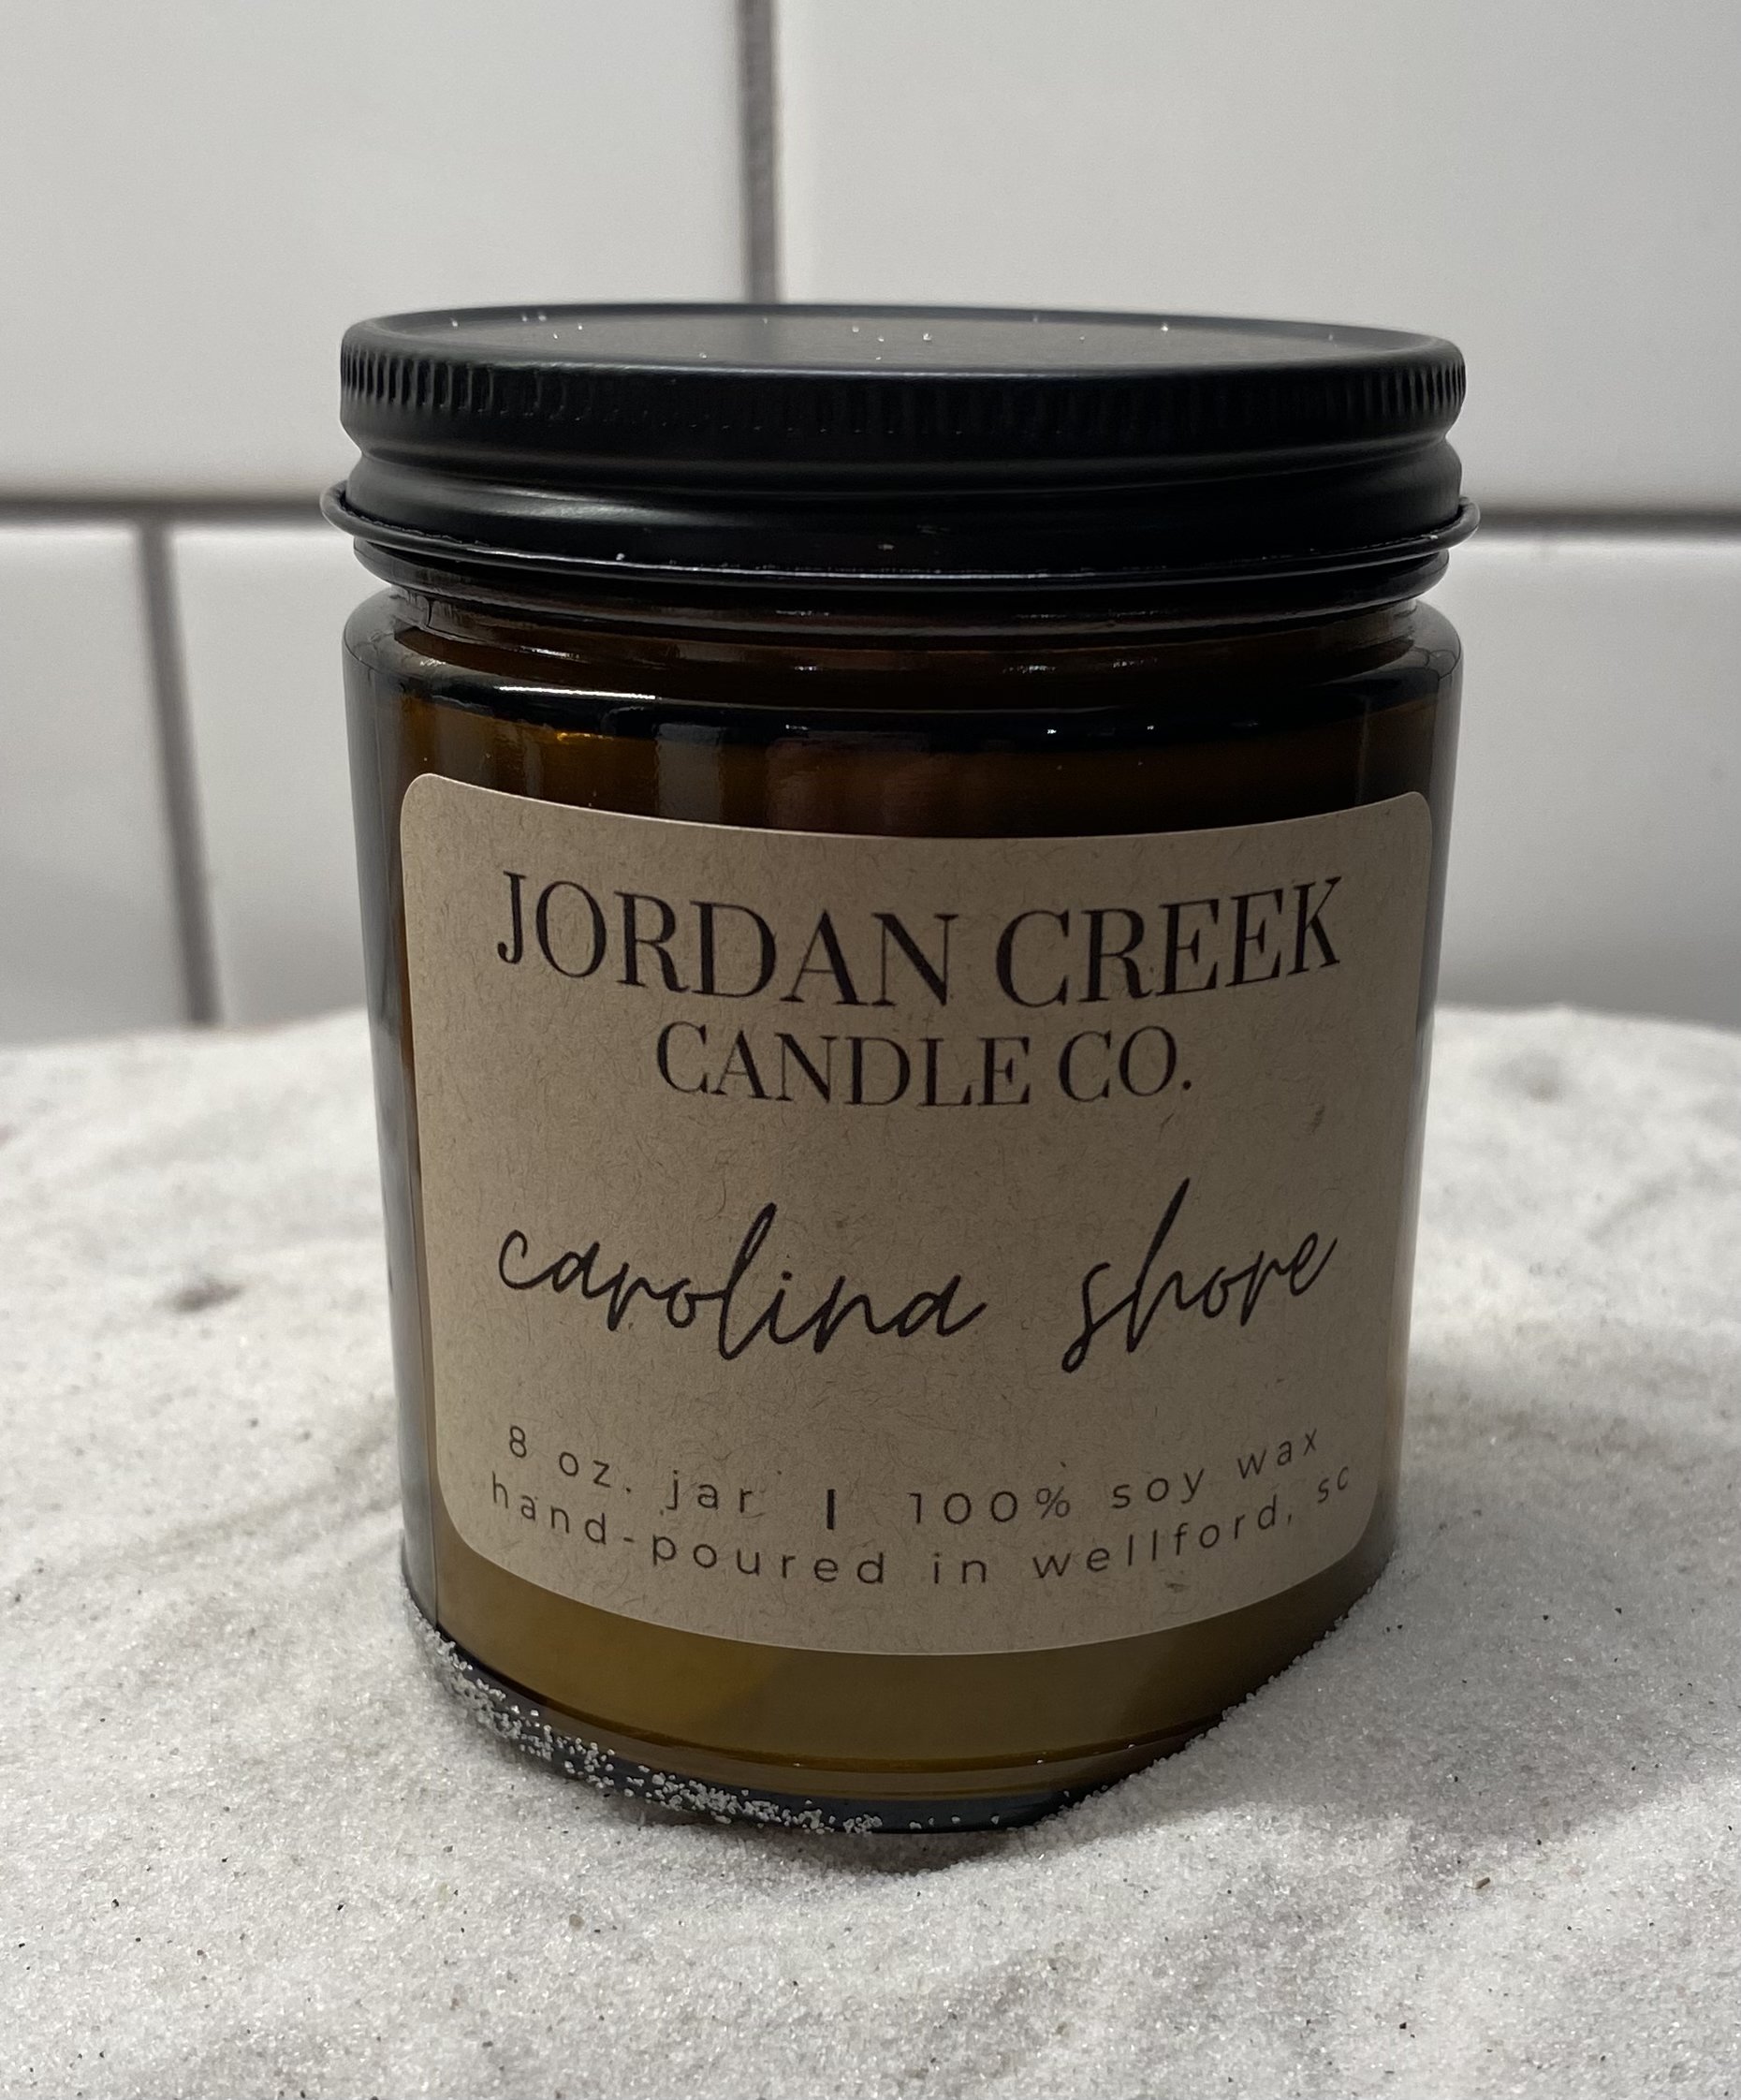 JORDAN CREEK
CANDLE CO.
carolina shore
8 oz. jar | 100% soy wax
hand-poured in wellford, sc